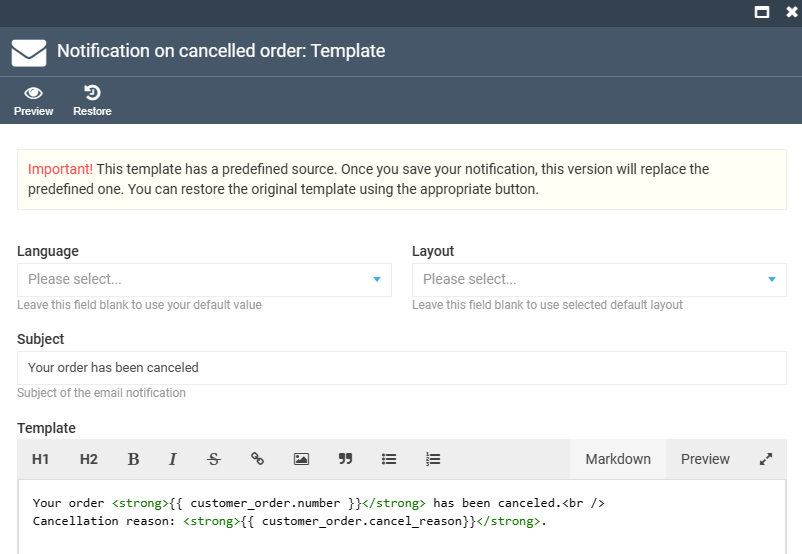 Notification on cancelled order: Template
Preview Restore
Important! This template has a predefined source. Once you save your notification, this version will replace the
predefined one. You can restore the original template using the appropriate button.
Language Layout
Please select... Please select...
Leave this field blank to use your default value Leave this field blank to use selected default layout
Subject
Your order has been canceled
Subject of the email notification
Template
H1 H2 B I S Markdown Preview
Your order <strong>{{ customer_order.number }}</strong> has been canceled.<br />
Cancellation reason: <strong>{{ customer_order.cancel_reason}}</strong>.